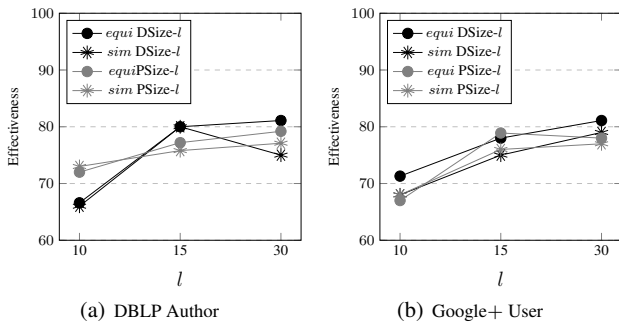 100
90
80
70
60
10
15
30
Effectiveness
l
equi DSize-l
sim DSize-l
equiPSize-l
sim PSize-l
(a) DBLP Author
100
90
80
70
60
10
15
30
Effectiveness
l
equi DSize-l
sim DSize-l
equi PSize-l
sim PSize-l
(b) Google+ User